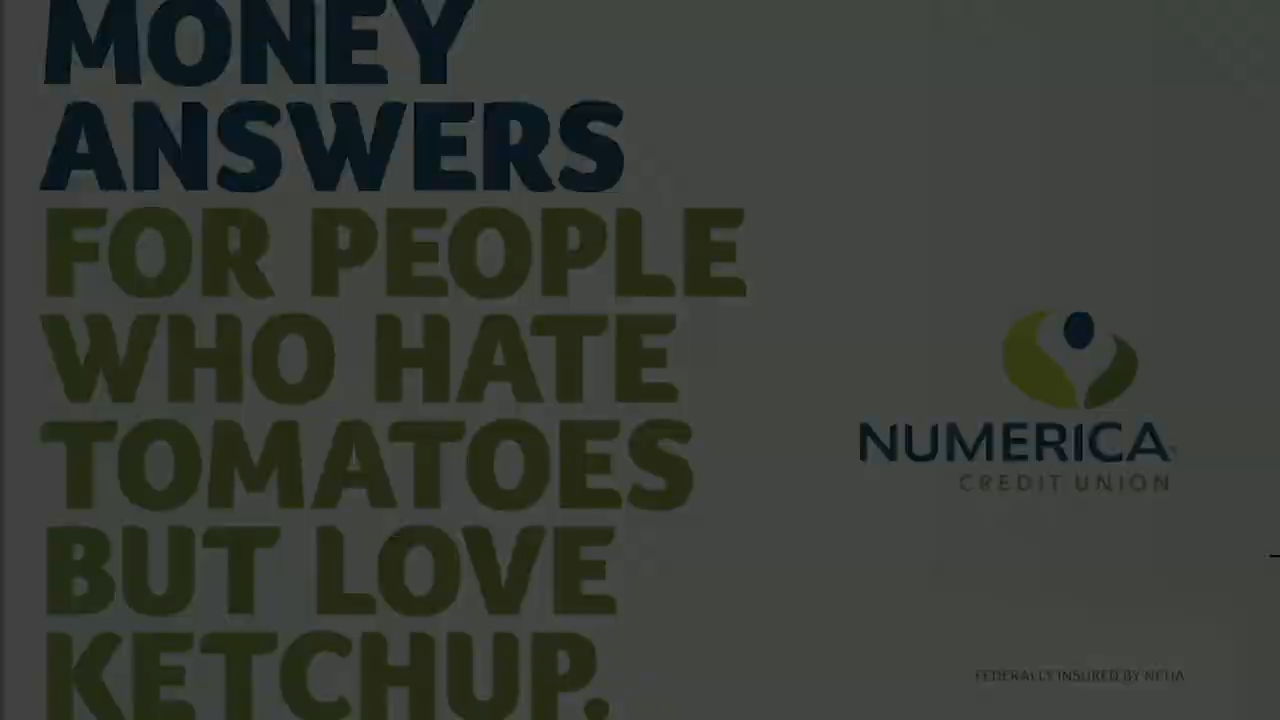 MONEY
ANSWERS
FOR PEOPLE
WHO HATE
TOMATOES
BUT LOVE
KETCHUP.
NUMERICA
CREDIT UNION
FEDERALLY INSURED BY NCUA